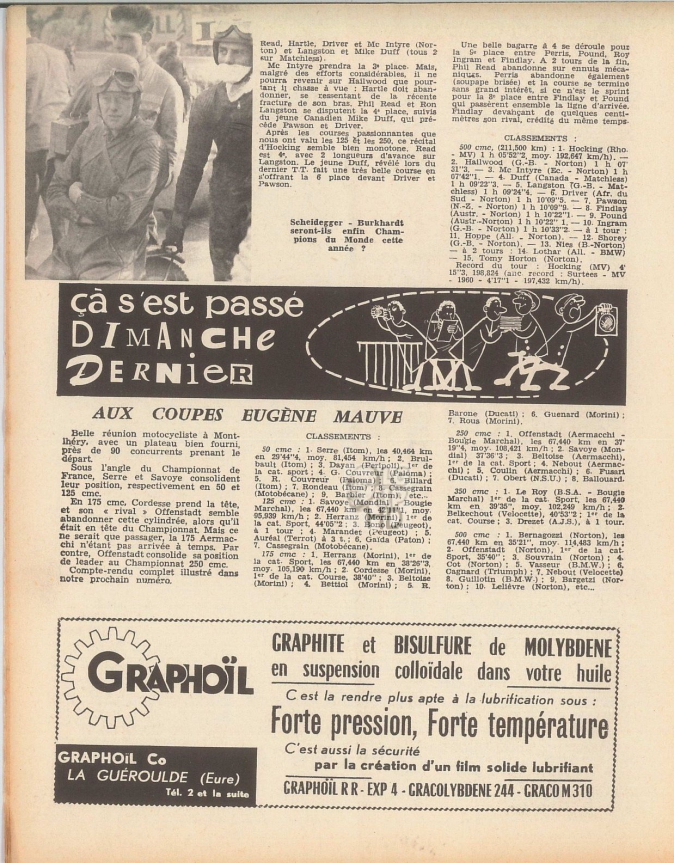 Read, Hartle, Driver et Mc Intyre (Nor-
ton) et Langston et Mike Duff (tous 2
sur Matchless).
Mc Intyre prendra la 3e place. Mais,
malgré des efforts considérables, il ne
pourra revenir sur Hailwood que pour-
tant il chasse à vue ; Hartle doit aban-
donner, se ressentant de la récente
fracture de son bras. Phil Read et Ron
Langston se disputent la 4e place, suivis
du jeune Canadien Mike Duff, qui pré-
cède Pawson et Driver.
Après les courses passionnantes que
nous ont valu les 125 et les 250, ce récital
d'Hocking semble bien monotone. Read
est 4e, avec 2 longueurs d'avance sur
Langston. Le jeune Duff, révélé lors du
dernier T.T. fait une très belle course en
s'offrant la 6 place devant Driver et
Pawson.
Scheidegger - Burkhardt
seront-ils enfin Cham-
pions du Monde cette
année ?
Une belle bagarre à 4 se déroule pour
la 9e place entre Perris, Pound, Roy
Ingram et Findlay. A 2 tours de la fin,
Phil Read abandonne sur ennuis méca-
niques. Perris abandonne également
(soupape brisée) et la course se termine
sans grand intérêt, si ce n'est le sprint
pour la 8e place entre Findlay et Pound
qui passèrent ensemble la ligne d'arrivée.
Findlay devançant de quelques centi-
mètres son rival, crédité du même temps.
CLASSEMENTS :
500 cmc, (211,500 km) : 1. Hocking (Rho.
- MV) 1 h 05'52"2, moy. 192,647 km/h). —
2. Hailwood (G.-B. - Norton) 1 h 07'
31"3. — 3. Mc Intyre (Ec. - Norton) 1 h
07'42"1. — 4. Duff (Canada - Matchless)
1 h 09'22"3. — 5. Langston (G.-B. - Mat-
chless) 1 h 09'24"4. — 6. Driver (Afr. du
Sud - Norton) 1 h 10'09"5. — 7. Pawson
(N.-Z. - Norton) 1 h 10'09"9. — 8. Findlay
(Austr. - Norton) 1 h 10'22"1. — 9. Pound
(Austr-Norton) 1 h 10'22" 1. — 10. Ingram
(G.-B. - Norton) 1 h 10'33"2. — à 1 tour :
11. Hoppe (All. - Norton). — 12. Shorey
(G.-B. - Norton). — 13. Nies (B.-Norton)
— à 2 tours : 14. Lothar (All. - BMW)
— 15. Tomy Horton (Norton).
Record du tour : Hocking (MV) 4'
15"3, 198,824 (anc. record : Surtees - MV
- 1960 - 4'17"1 - 197,432 km/h).
çà s'est passé
DIMANCHE
DERNIER
AUX COUPES EUGÈNE MAUVE
Belle réunion motocycliste à Mont-
lhéry, avec un plateau bien fourni,
près de 90 concurrents prenant le
départ.
Sous l'angle du Championnat de
France, Serre et Savoye consolident
leur position, respectivement en 50 et
125 cmc.
En 175 cmc, Cordesse prend la tête,
et son « rival » Offenstadt semble
abandonner cette cylindrée, alors qu'il
était en tête du Championnat. Mais ce
ne serait que passager, la 175 Aermac-
chi n'étant pas arrivée à temps. Par
contre, Offenstadt consolide sa position
de leader au Championnat 250 cmc.
Compte-rendu complet illustré dans
notre prochain numéro.
CLASSEMENTS :
50 cmc : 1. Serre (Itom), les 40,464 km
en 29'44"4, moy. 81,454 km/h ; 2. Brul-
bault (Itom) ; 3. Dayan (Peripoli), 1er de
la cat. sport ; 4. G. Couvreur (Paloma) ;
5. R. Couvreur (Paloma) ; Billard
(Itom) ; 7. Rondeau (Itom) ; Cassegrain
(Motobécane) ; 9. (Itom), etc...
125 cmc : 1. Savoye (Mondial - Bougie
Marchal), les 67,440 km moy.
95,939 km/h ; 2. Herranz (Morini), 1er de
la cat. Sport, 44'05"2 ; 3. (Peugeot),
à 1 tour ; 4. Marandet (Peugeot) ; 5.
Auréal (Terrot) à 3 t. ; 6. Gaïda (Paton) ;
7. Cassegrain (Motobécane).
175 cmc : 1. Herranz (Morini), 1er de
la cat. Sport, les 67,440 km en 38'26"3,
moy. 105,190 km/h ; 2. Cordesse (Morini),
1er de la cat. Course, 38'40" ; 3. Beltoise
(Morini) ; 4. Bettiol (Morini) ; 5. R.
Barone (Ducati) ; 6. Guenard (Morini) ;
7. Roua (Morini).
250 cmc : 1. Offenstadt (Aermacchi -
Bougie Marchal), les 67,440 km en 37'
19"4, moy. 108,421 km/h ; 2. Savoye (Mon-
dial) 37'36"3 ; 3. Beltoise (Aermacchi),
1er de la cat. Sport ; 4. Nebout (Aermac-
chi) ; 5. Coulin (Aermacchi) ; 6. Piasri
(Ducati) ; 7. Obert (N.S.U.) ; 8. Ballouard.
350 cmc : 1. Le Roy (B.S.A. - Bougie
Marchal) 1er de la cat. Sport, les 67,440
km en 39'35", moy. 102,249 km/h ; 2.
Belkechout (Velocette), 40'53"2 ; 1er de la
cat. Course ; 3. Drezet (A.J.S.), à 1 tour.
500 cmc : 1. Bernagozzi (Norton), les
67,440 km en 35'21", moy. 114,483 km/h ;
2. Offenstadt (Norton), 1er de la cat.
Sport, 35'40" ; 3. Souvrain (Norton) ; 4.
Cot (Norton) ; 5. Vasseur (B.M.W.) ; 6.
Cagnard (Triumph) ; 7. Nebout (Velocette)
8. Guillotin (B.M.W.) ; 9. Bargetzi (Nor-
ton) ; 10. Lelièvre (Norton), etc...
GRAPHOÏL
GRAPHOÏL Co
LA GUÉROULDE (Eure)
Tél. 2 et la suite
GRAPHITE et BISULFURE de MOLYBDENE
en suspension colloïdale dans votre huile
C'est la rendre plus apte à la lubrification sous :
Forte pression, Forte température
C'est aussi la sécurité
par la création d'un film solide lubrifiant
GRAPHOÏL R R - EXP 4 - GRACOLYBDENE 244 - GRACO M 310